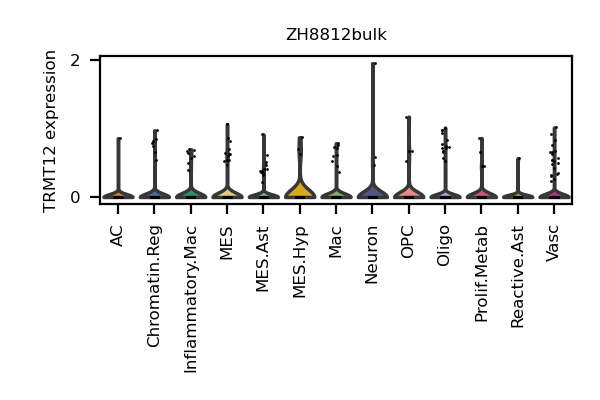 ZH8812bulk
TRMT12 expression
2
0
AC
Chromatin.Reg
Inflammatory.Mac
MES
MES.Ast
MES.Hyp
Mac
Neuron
OPC
Oligo
Prolif.Metab
Reactive.Ast
Vasc